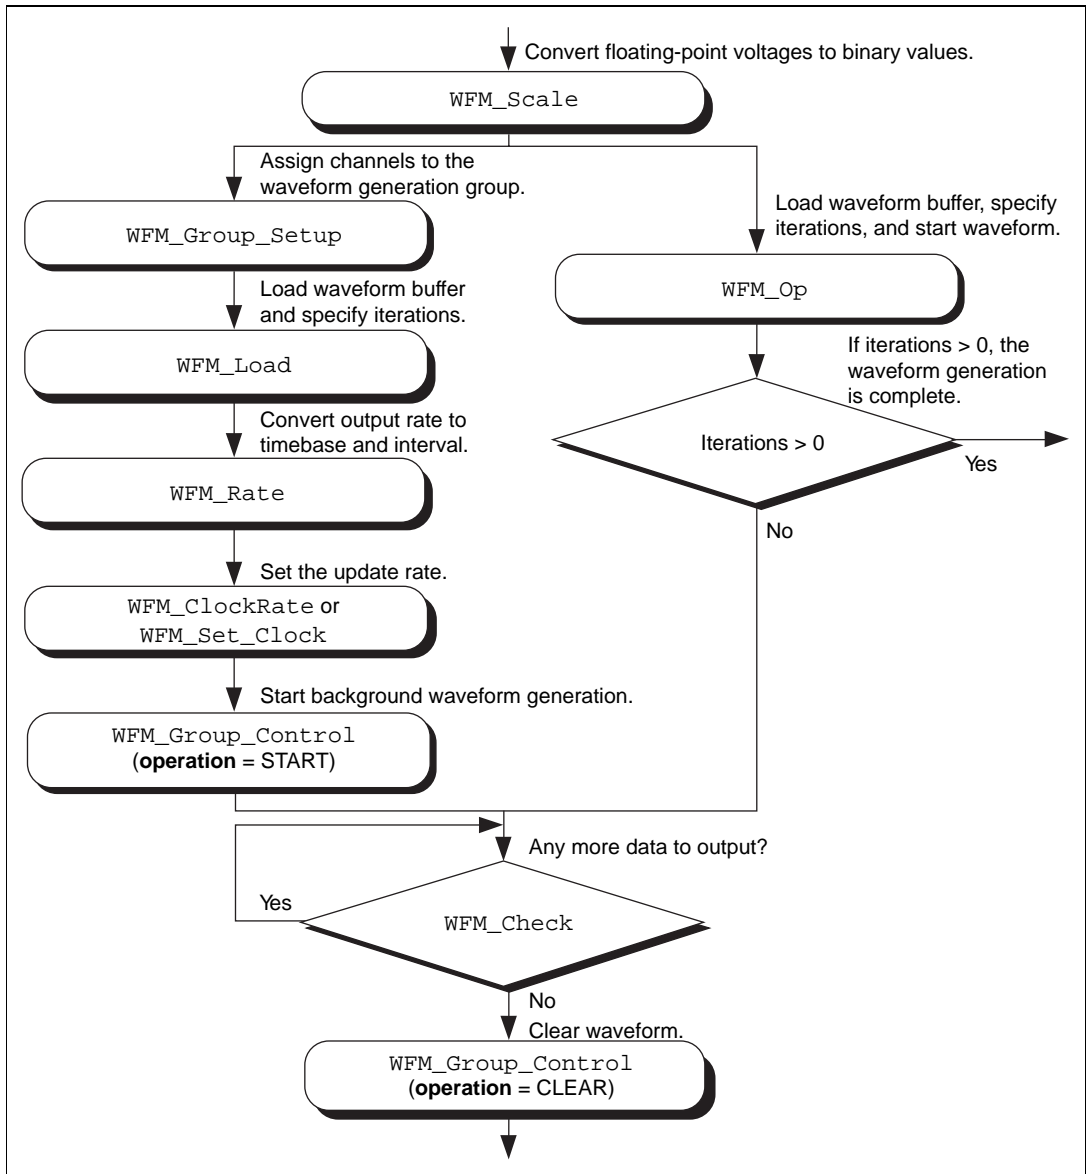 Convert floating-point voltages to binary values.
WFM_Scale
Assign channels to the
waveform generation group.
WFM_Group_Setup
Load waveform buffer
and specify iterations.
WFM_Load
Convert output rate to
timebase and interval.
WFM_Rate
Set the update rate.
WFM_ClockRate or
WFM_Set_Clock
Start background waveform generation.
WFM_Group_Control
(operation = START)
Load waveform buffer, specify
iterations, and start waveform.
WFM_Op
If iterations > 0, the
waveform generation
is complete.
Iterations > 0
Yes
No
Any more data to output?
Yes
WFM_Check
No
Clear waveform.
WFM_Group_Control
(operation = CLEAR)